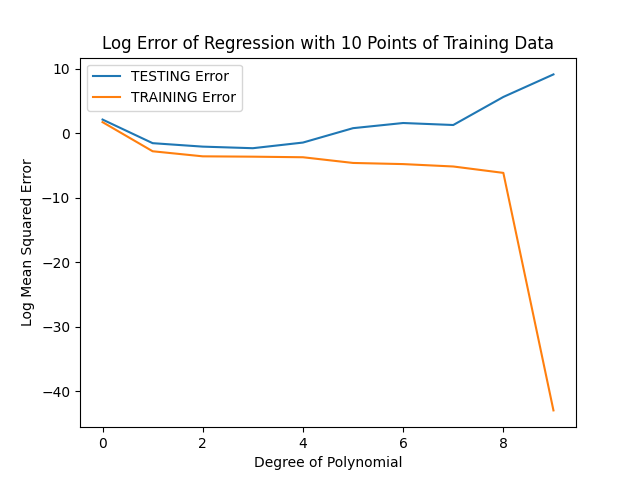 Log Error of Regression with 10 Points of Training Data
TESTING Error
TRAINING Error
10
0
−10
−20
−30
−40
Log Mean Squared Error
0 2 4 6 8
Degree of Polynomial